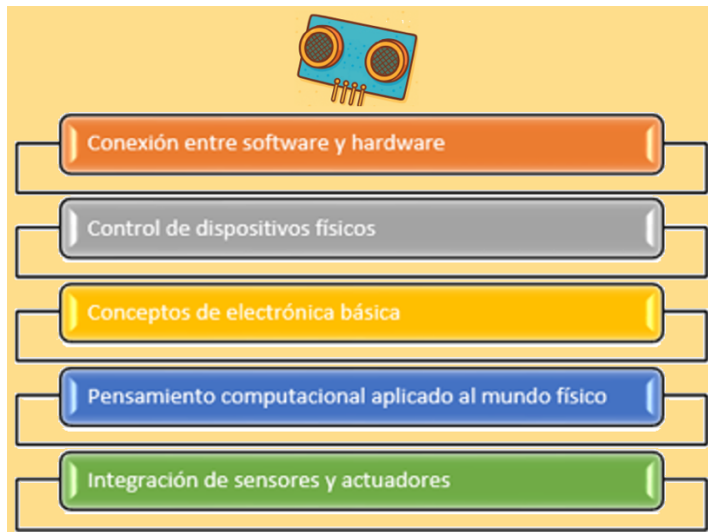 Conexión entre software y hardware
Control de dispositivos físicos
Conceptos de electrónica básica
Pensamiento computacional aplicado al mundo físico
Integración de sensores y actuadores